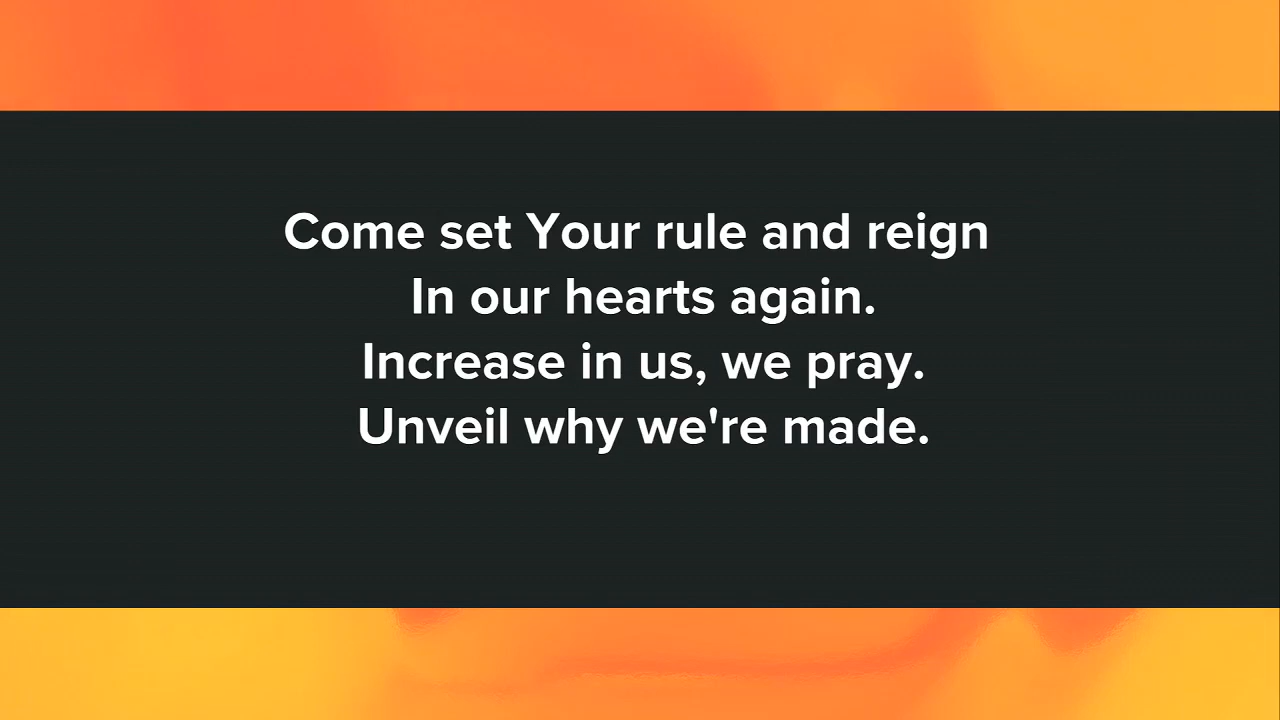 Come set Your rule and reign
In our hearts again.
Increase in us, we pray.
Unveil why we're made.